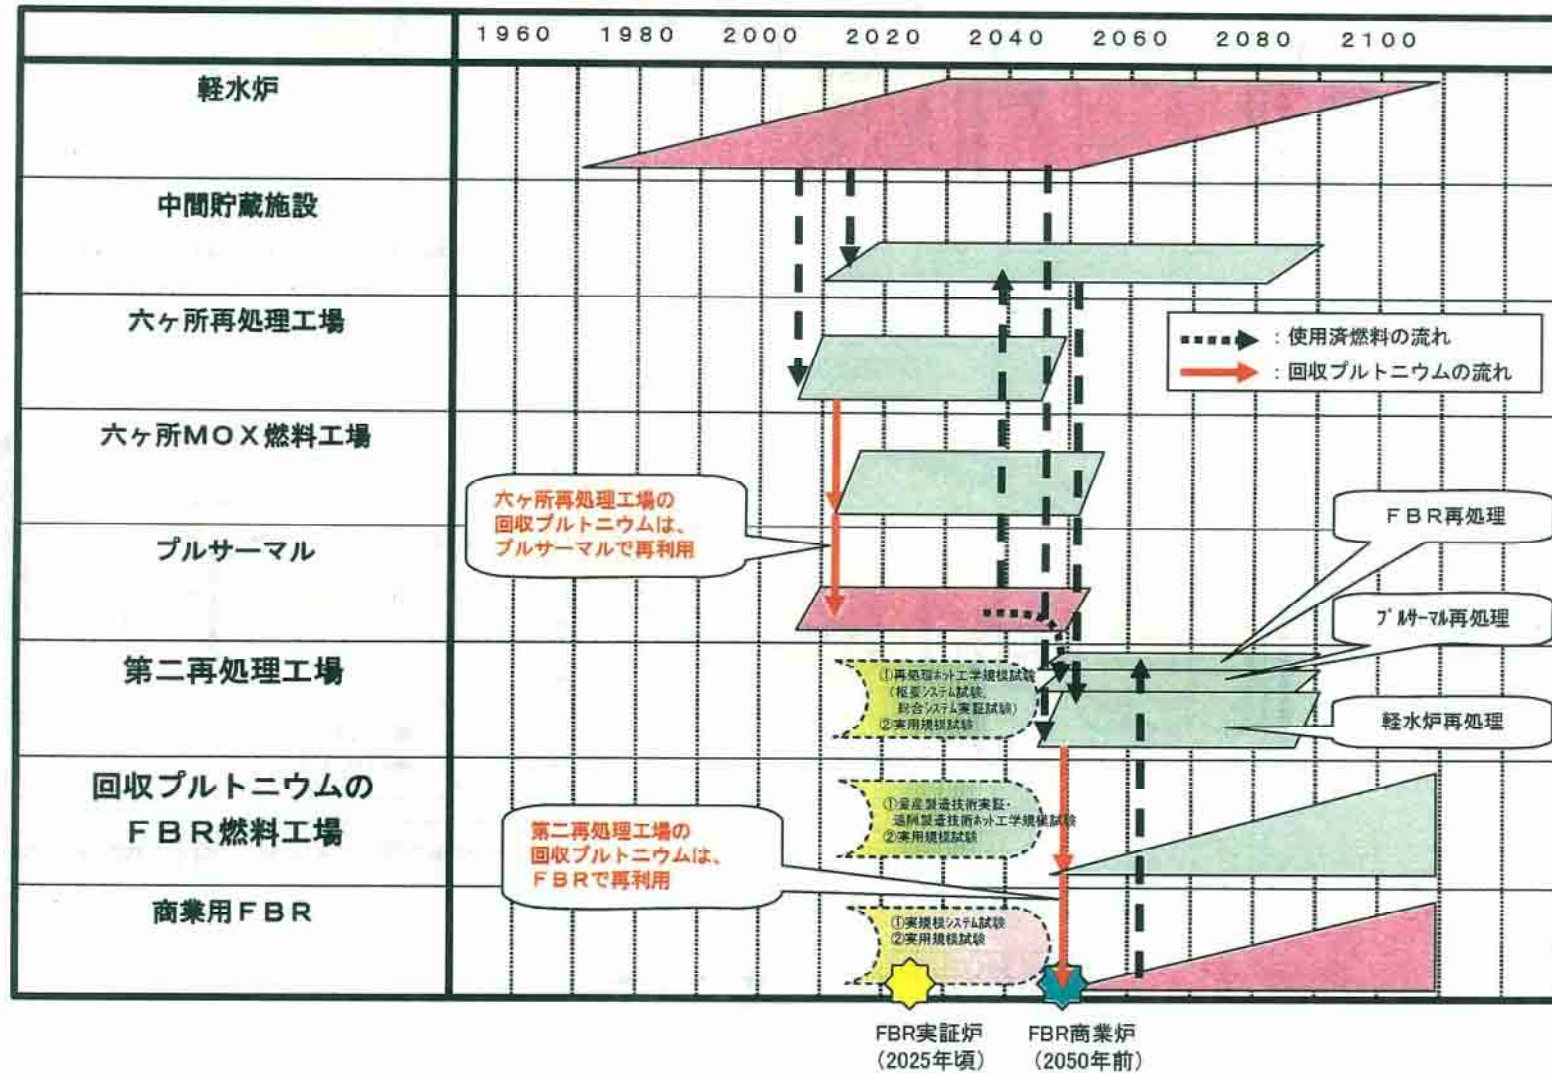 1960 1980 2000 2020 2040 2060 2080 2100
軽水炉
中間貯蔵施設
六ヶ所再処理工場
:使用済燃料の流れ
:回収プルトニウムの流れ
六ヶ所MOX燃料工場
六ヶ所再処理工場の
回収プルトニウムは、
プルサーマルで再利用
FBR再処理
プルサーマル
プルサーマル再処理
第二再処理工場
①再処理ホット工学規模試験
(枢要システム試験、
総合システム実証試験)
②実用規模試験
軽水炉再処理
回収プルトニウムの
FBR燃料工場
①量産製造技術実証・
遠隔製造技術ホット工学規模試験
②実用規模試験
第二再処理工場の
回収プルトニウムは、
FBRで再利用
商業用FBR
①実規模システム試験
②実用規模試験
FBR実証炉
(2025年頃)
FBR商業炉
(2050年前)